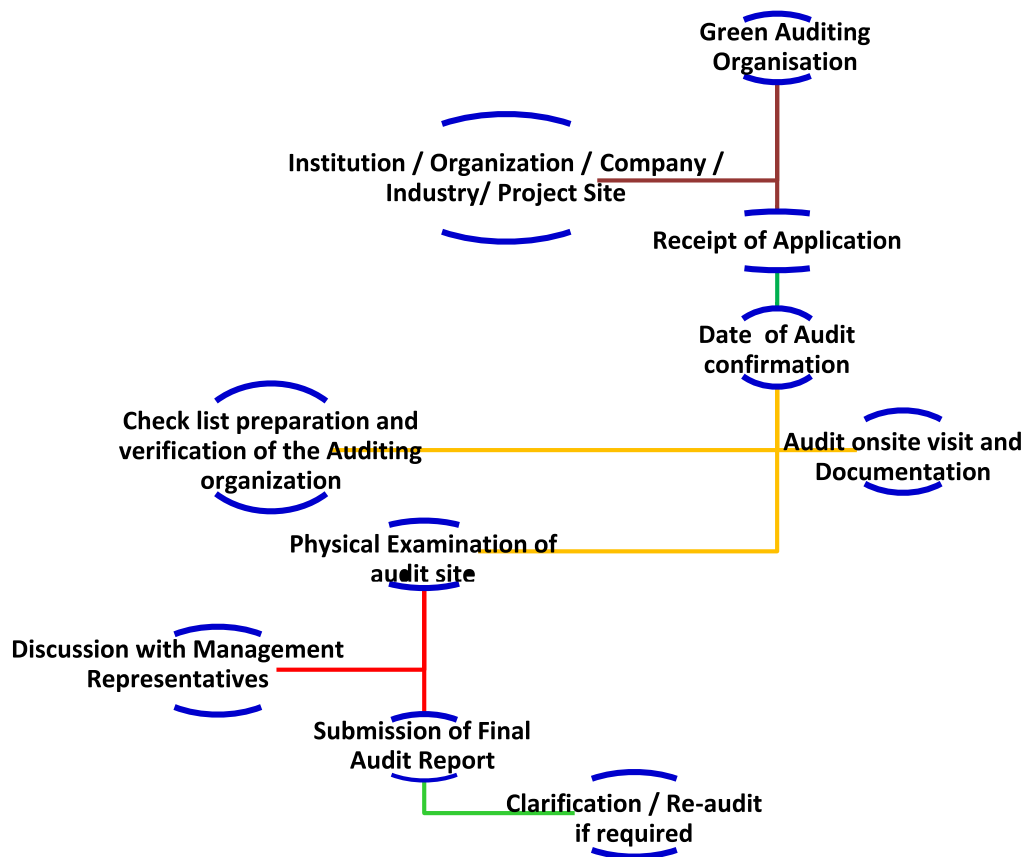 Green Auditing
Organisation
Institution / Organization / Company /
Industry/ Project Site
Receipt of Application
Date of Audit
confirmation
Check list preparation and
verification of the Auditing
organization
Audit onsite visit and
Documentation
Physical Examination of
audit site
Discussion with Management
Representatives
Submission of Final
Audit Report
Clarification / Re-audit
if required